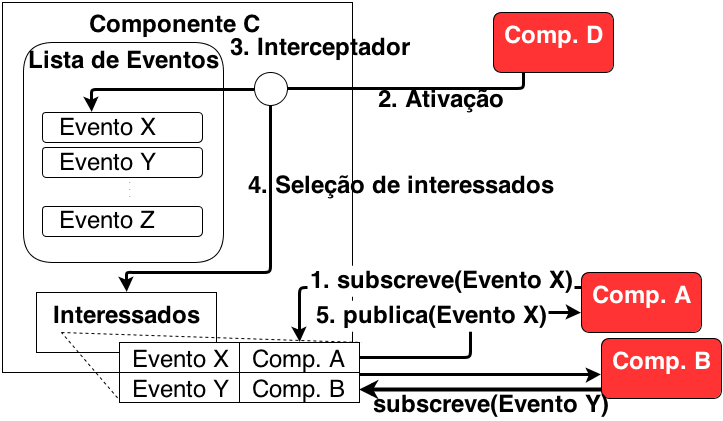 Componente C
3. Interceptador
Comp. D
Lista de Eventos
2. Ativação
Evento X
Evento Y
4. Seleção de interessados
Evento Z
1. subscreve(Evento X)
Comp. A
Interessados
5. publica(Evento X)
Evento X Comp. A
Comp. B
Evento Y Comp. B
subscreve(Evento Y)